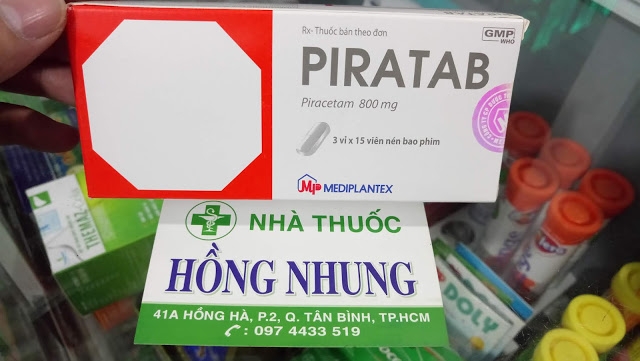 Rx- Thuốc bán theo đơn
GMP
WHO
PIRATAB
Piracetam 800 mg
3 vỉ x 15 viên nén bao phim
MEDIPLANTEX
NHÀ THUỐC
HỒNG NHUNG
41A HỒNG HÀ, P.2, Q. TÂN BÌNH, TP.HCM
: 097 4433 519
THEMAZ
DOLY